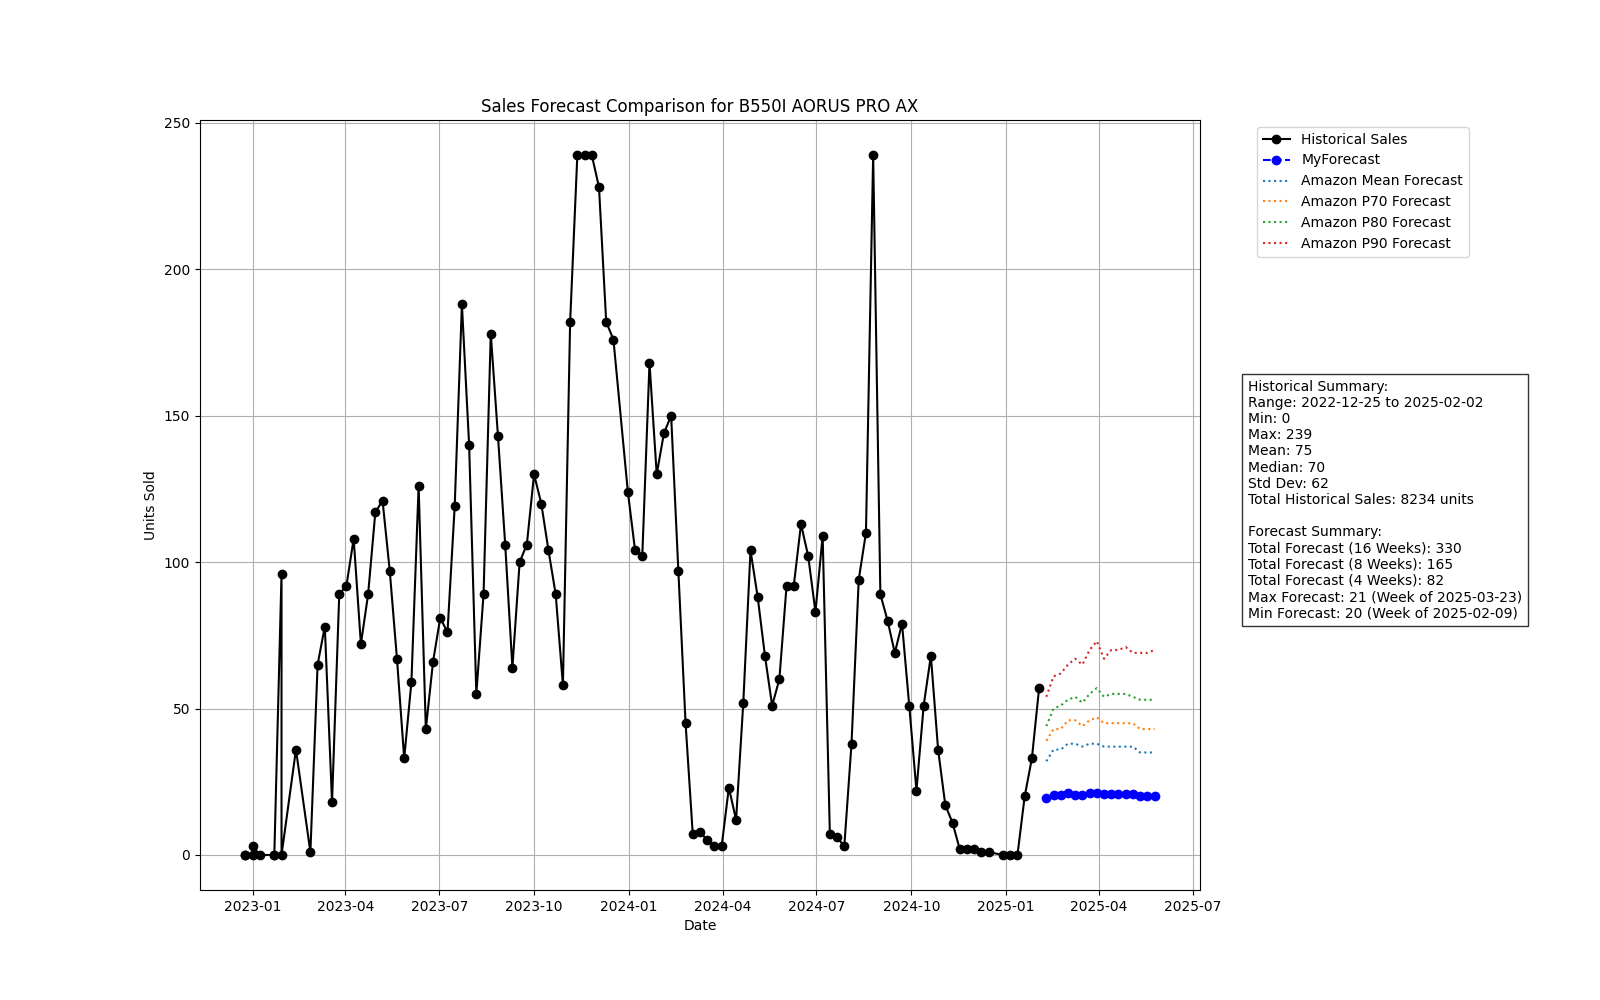 Sales Forecast Comparison for B550I AORUS PRO AX
250
200
150
100
50
0
Units Sold
2023-01
2023-04
2023-07
2023-10
2024-01
2024-04
2024-07
2024-10
2025-01
2025-04
2025-07
Date
Historical Sales
MyForecast
Amazon Mean Forecast
Amazon P70 Forecast
Amazon P80 Forecast
Amazon P90 Forecast
Historical Summary:
Range: 2022-12-25 to 2025-02-02
Min: 0
Max: 239
Mean: 75
Median: 70
Std Dev: 62
Total Historical Sales: 8234 units
Forecast Summary:
Total Forecast (16 Weeks): 330
Total Forecast (8 Weeks): 165
Total Forecast (4 Weeks): 82
Max Forecast: 21 (Week of 2025-03-23)
Min Forecast: 20 (Week of 2025-02-09)